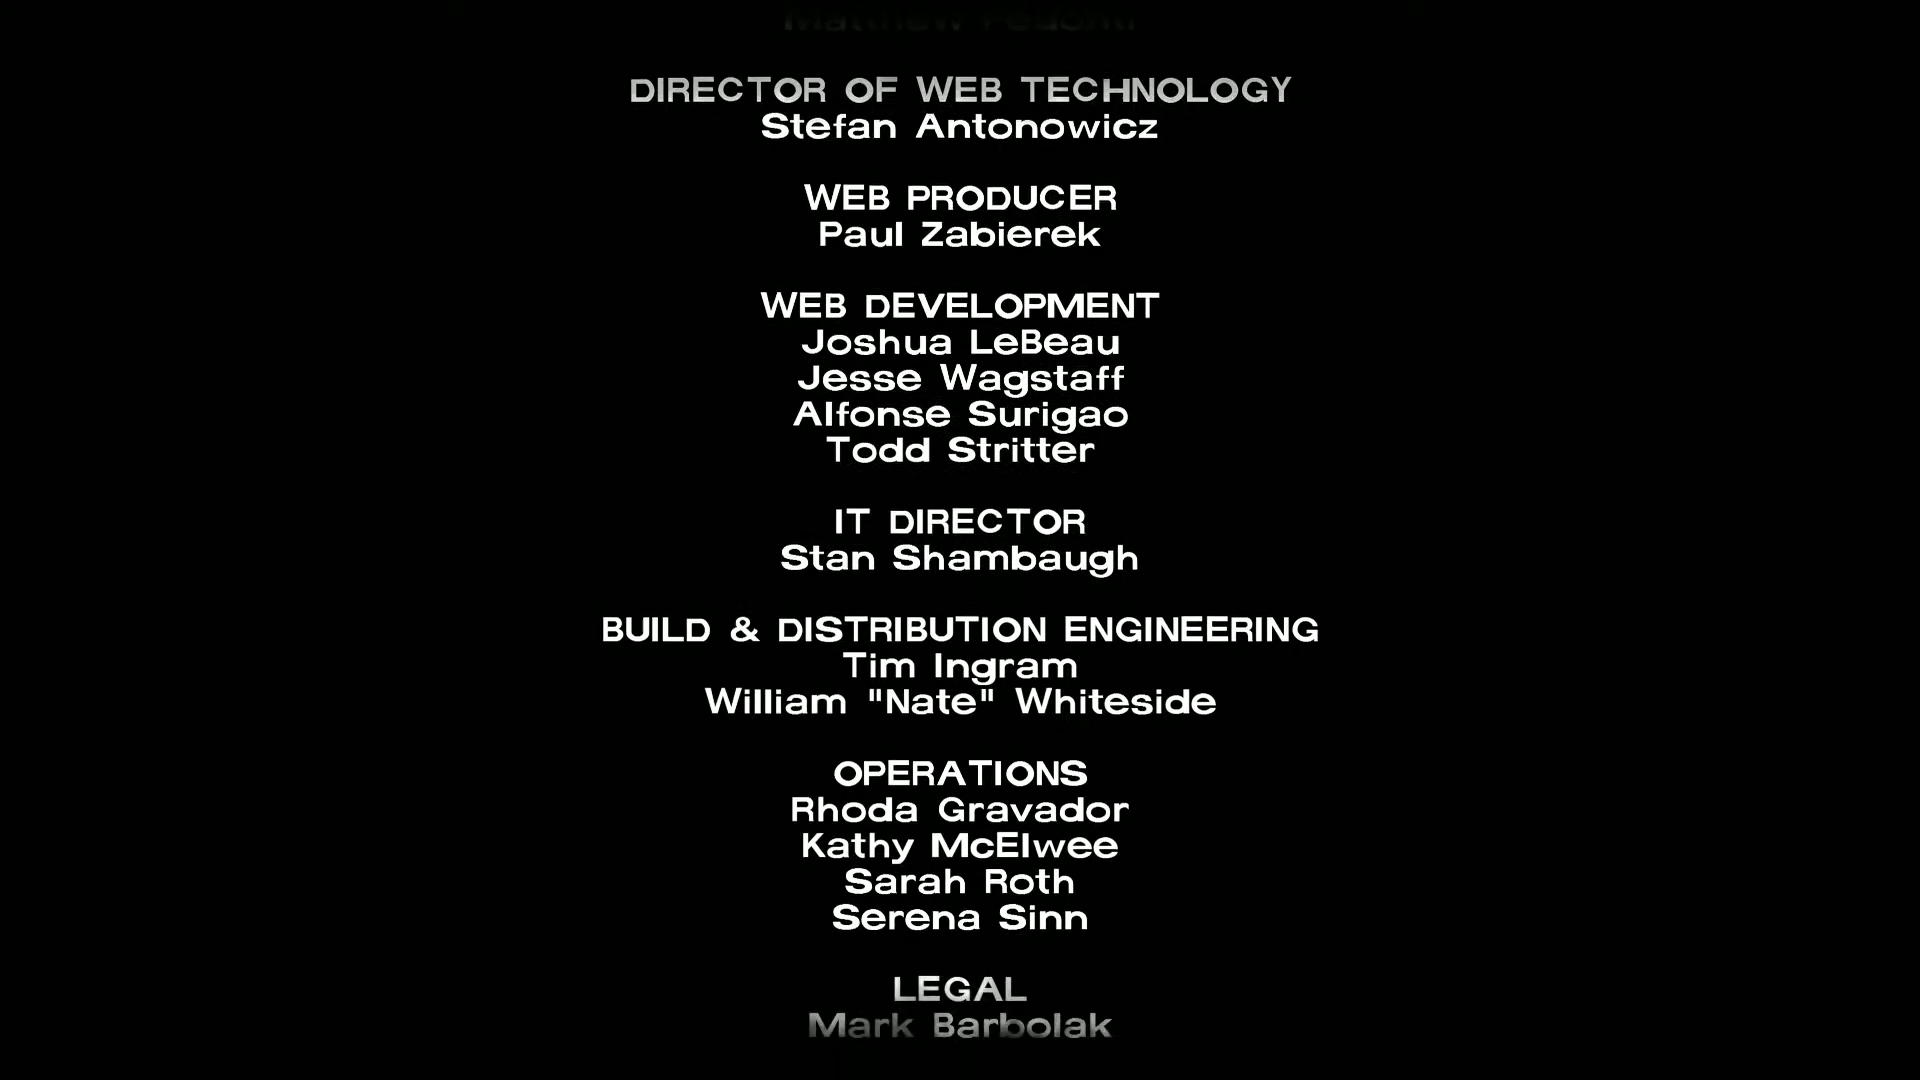 Matthew
DIRECTOR OF WEB TECHNOLOGY
Stefan Antonowicz
WEB PRODUCER
Paul Zabierek
WEB DEVELOPMENT
Joshua LeBeau
Jesse Wagstaff
Alfonse Surigao
Todd Stritter
IT DIRECTOR
Stan Shambaugh
BUILD & DISTRIBUTION ENGINEERING
Tim Ingram
William "Nate" Whiteside
OPERATIONS
Rhoda Gravador
Kathy McElwee
Sarah Roth
Serena Sinn
LEGAL
Mark Barbolak